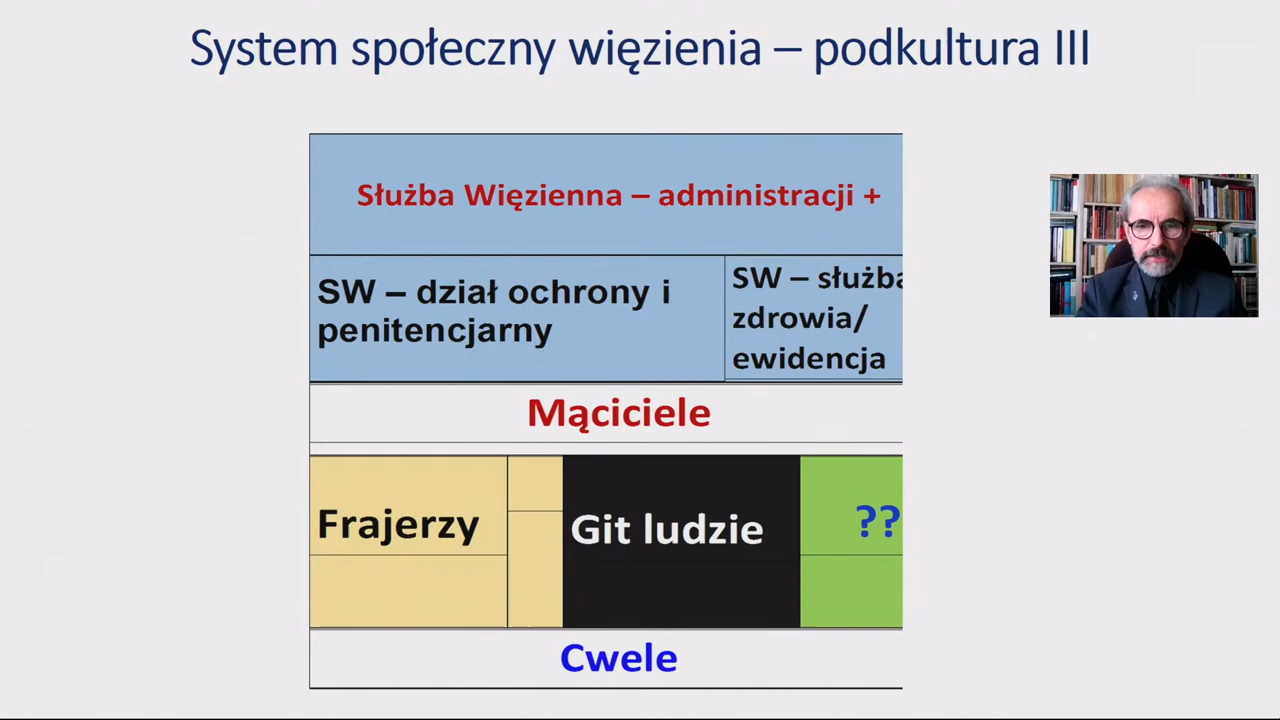 System społeczny więzienia – podkultura III
Służba Więzienna – administracji +
SW – dział ochrony i
penitencjarny
SW – służba
zdrowia/
ewidencja
Mąciciele
Frajerzy
Git ludzie
??
Cwele